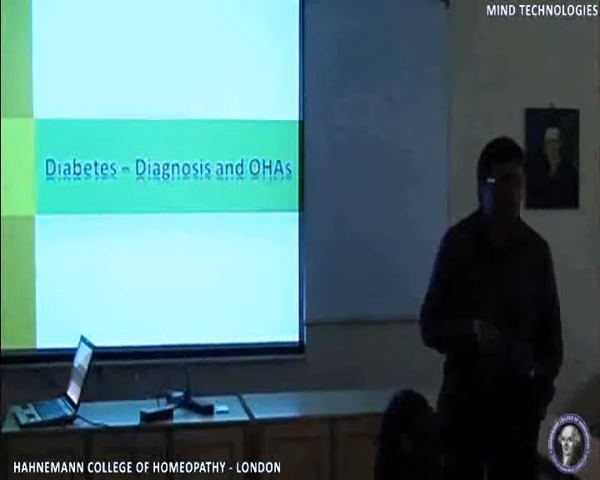 MIND TECHNOLOGIES
Diabetes – Diagnosis and OHAs
HAHNEMANN COLLEGE OF HOMEOPATHY - LONDON